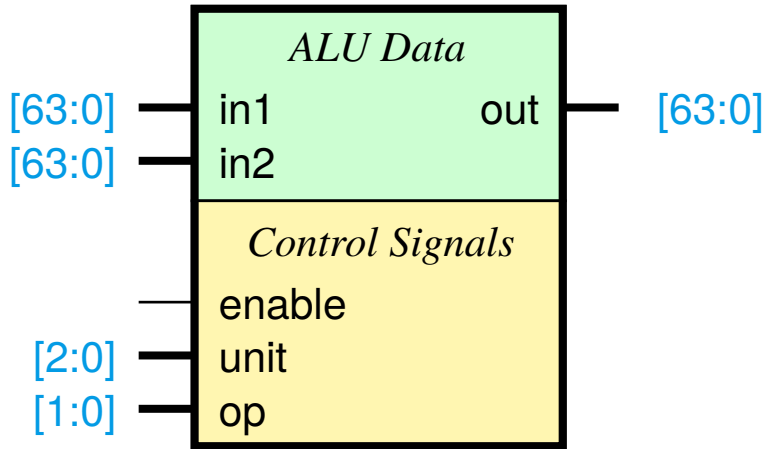 ALU Data
[63:0] in1 out [63:0]
[63:0] in2
Control Signals
enable
[2:0] unit
[1:0] op